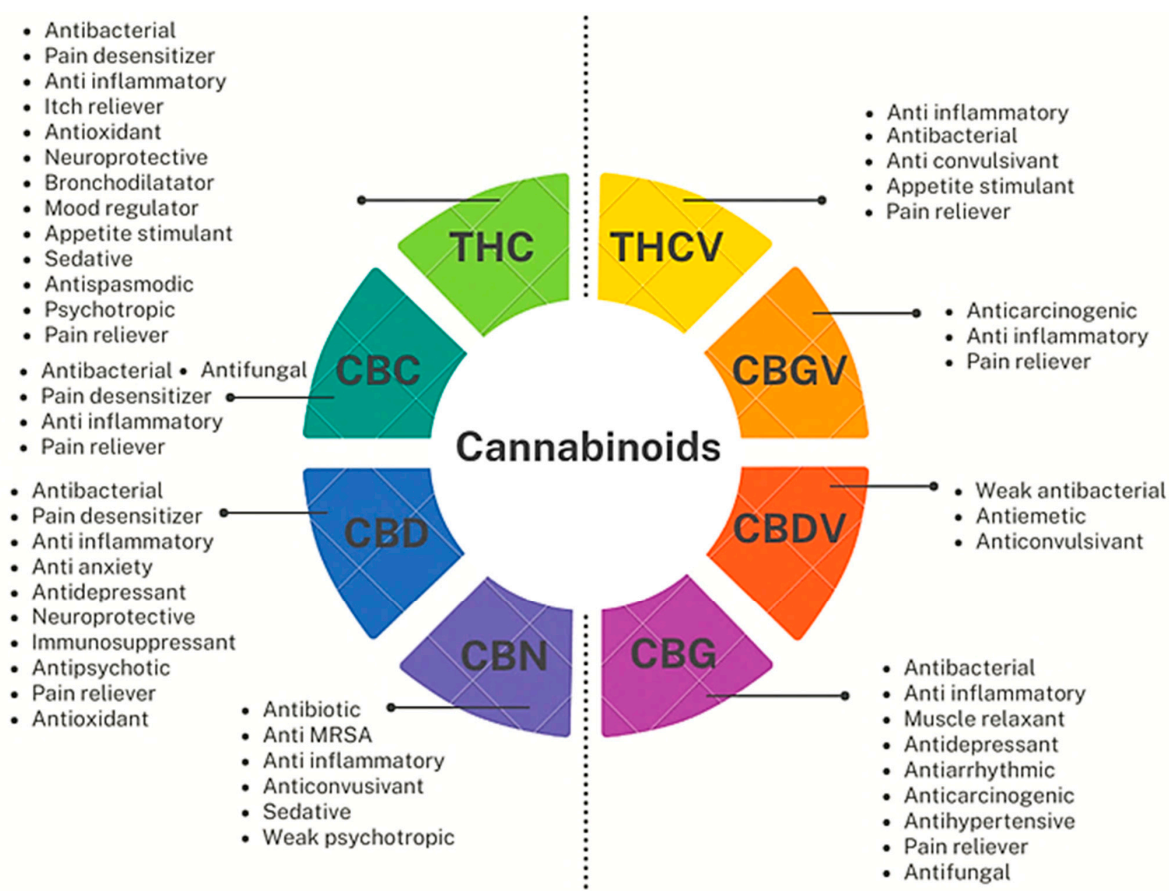 • Antibacterial
• Pain desensitizer
• Anti inflammatory
• Itch reliever
• Antioxidant
• Neuroprotective
• Bronchodilatator
• Mood regulator
• Appetite stimulant
• Sedative
• Antispasmodic
• Psychotropic
• Pain reliever
THC
THCV
• Anti inflammatory
• Antibacterial
• Anti convulsivant
• Appetite stimulant
• Pain reliever
• Antibacterial • Antifungal
• Pain desensitizer
• Anti inflammatory
• Pain reliever
CBC
CBGV
• Anticarcinogenic
• Anti inflammatory
• Pain reliever
Cannabinoids
• Antibacterial
• Pain desensitizer
• Anti inflammatory
• Anti anxiety
• Antidepressant
• Neuroprotective
• Immunosuppressant
• Antipsychotic
• Pain reliever
• Antioxidant
CBD
CBDV
• Weak antibacterial
• Antiemetic
• Anticonvulsivant
CBN
• Antibiotic
• Anti MRSA
• Anti inflammatory
• Anticonvusivant
• Sedative
• Weak psychotropic
CBG
• Antibacterial
• Anti inflammatory
• Muscle relaxant
• Antidepressant
• Antiarrhythmic
• Anticarcinogenic
• Antihypertensive
• Pain reliever
• Antifungal